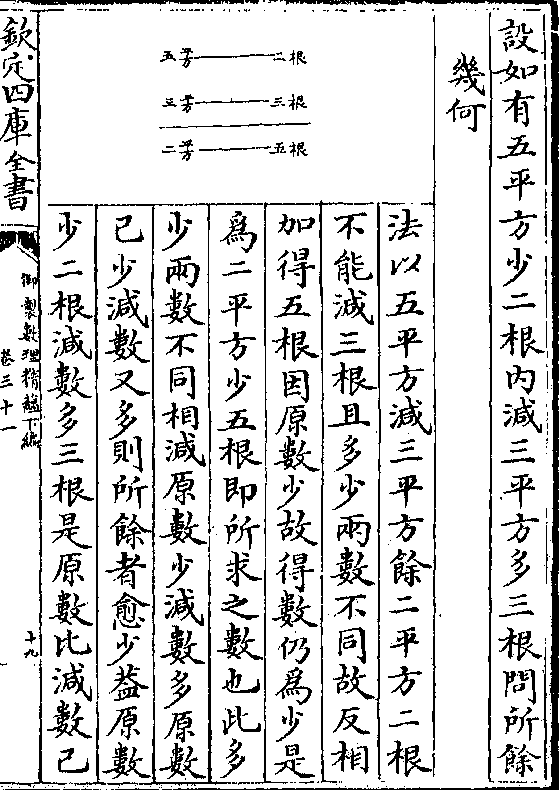 設如有五平方少二根內減三平方多三根問所餘
幾何
五平方 二根
三平方 三根
二平方 五根
法以五平方減三平方餘二平方二根
不能減三根且多少兩數不同故反相
加得五根因原數少故得數仍為少是
為二平方少五根即所求之數也此多
少兩數不同相減原數少減數多原數
已少減數又多則所餘者愈少葢原數
少二根減數多三根是原數比減數已
欽定四庫全書
御製數理精蘊下編
卷三十一
十九